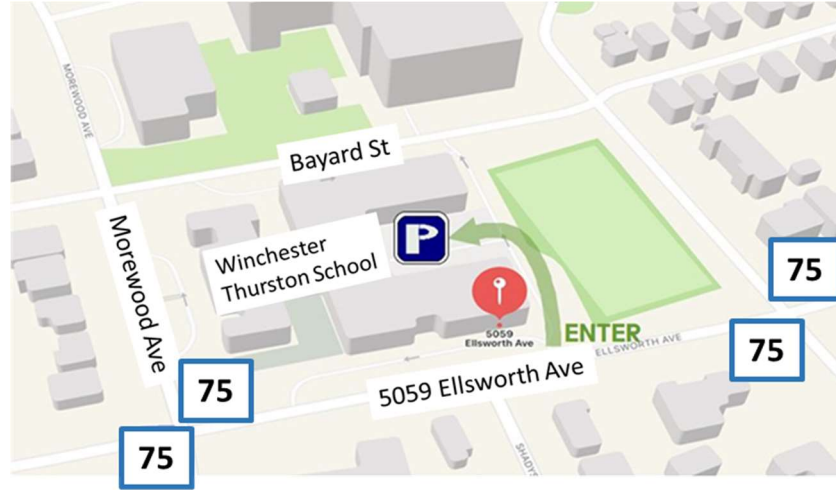 MOREWOOD AVE
Bayard St
Morewood Ave
Winchester
Thurston School
P
75
5059
Ellsworth Ave
ENTER
ELLSWORTH AVE
75
5059 Ellsworth Ave
75
75
SHADY